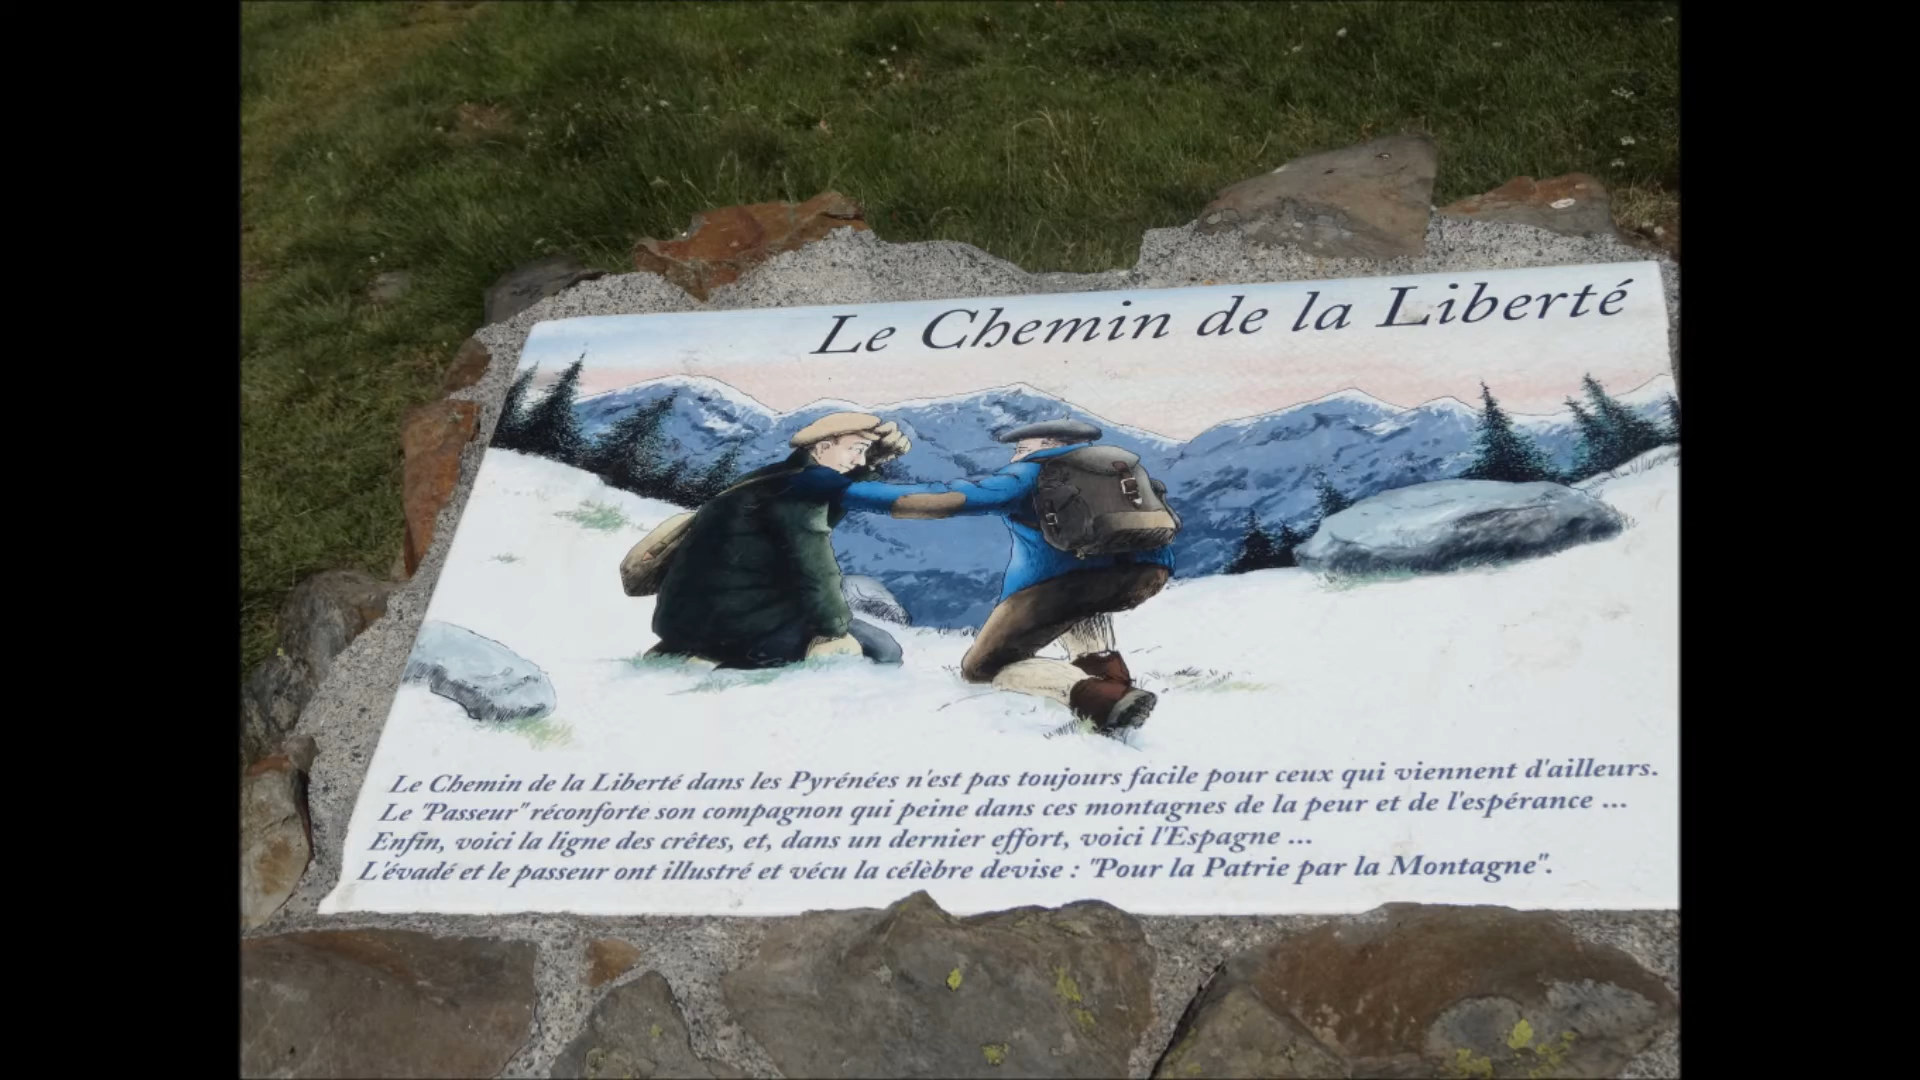 Le Chemin de la Liberté
Le Chemin de la Liberté dans les Pyrénées n'est pas toujours facile pour ceux qui viennent d'ailleurs.
Le "Passeur" réconforte son compagnon qui peine dans ces montagnes de la peur et de l'espérance ...
Enfin, voici la ligne des crêtes, et, dans un dernier effort, voici l'Espagne ...
L'évadé et le passeur ont illustré et vécu la célèbre devise : "Pour la Patrie par la Montagne".